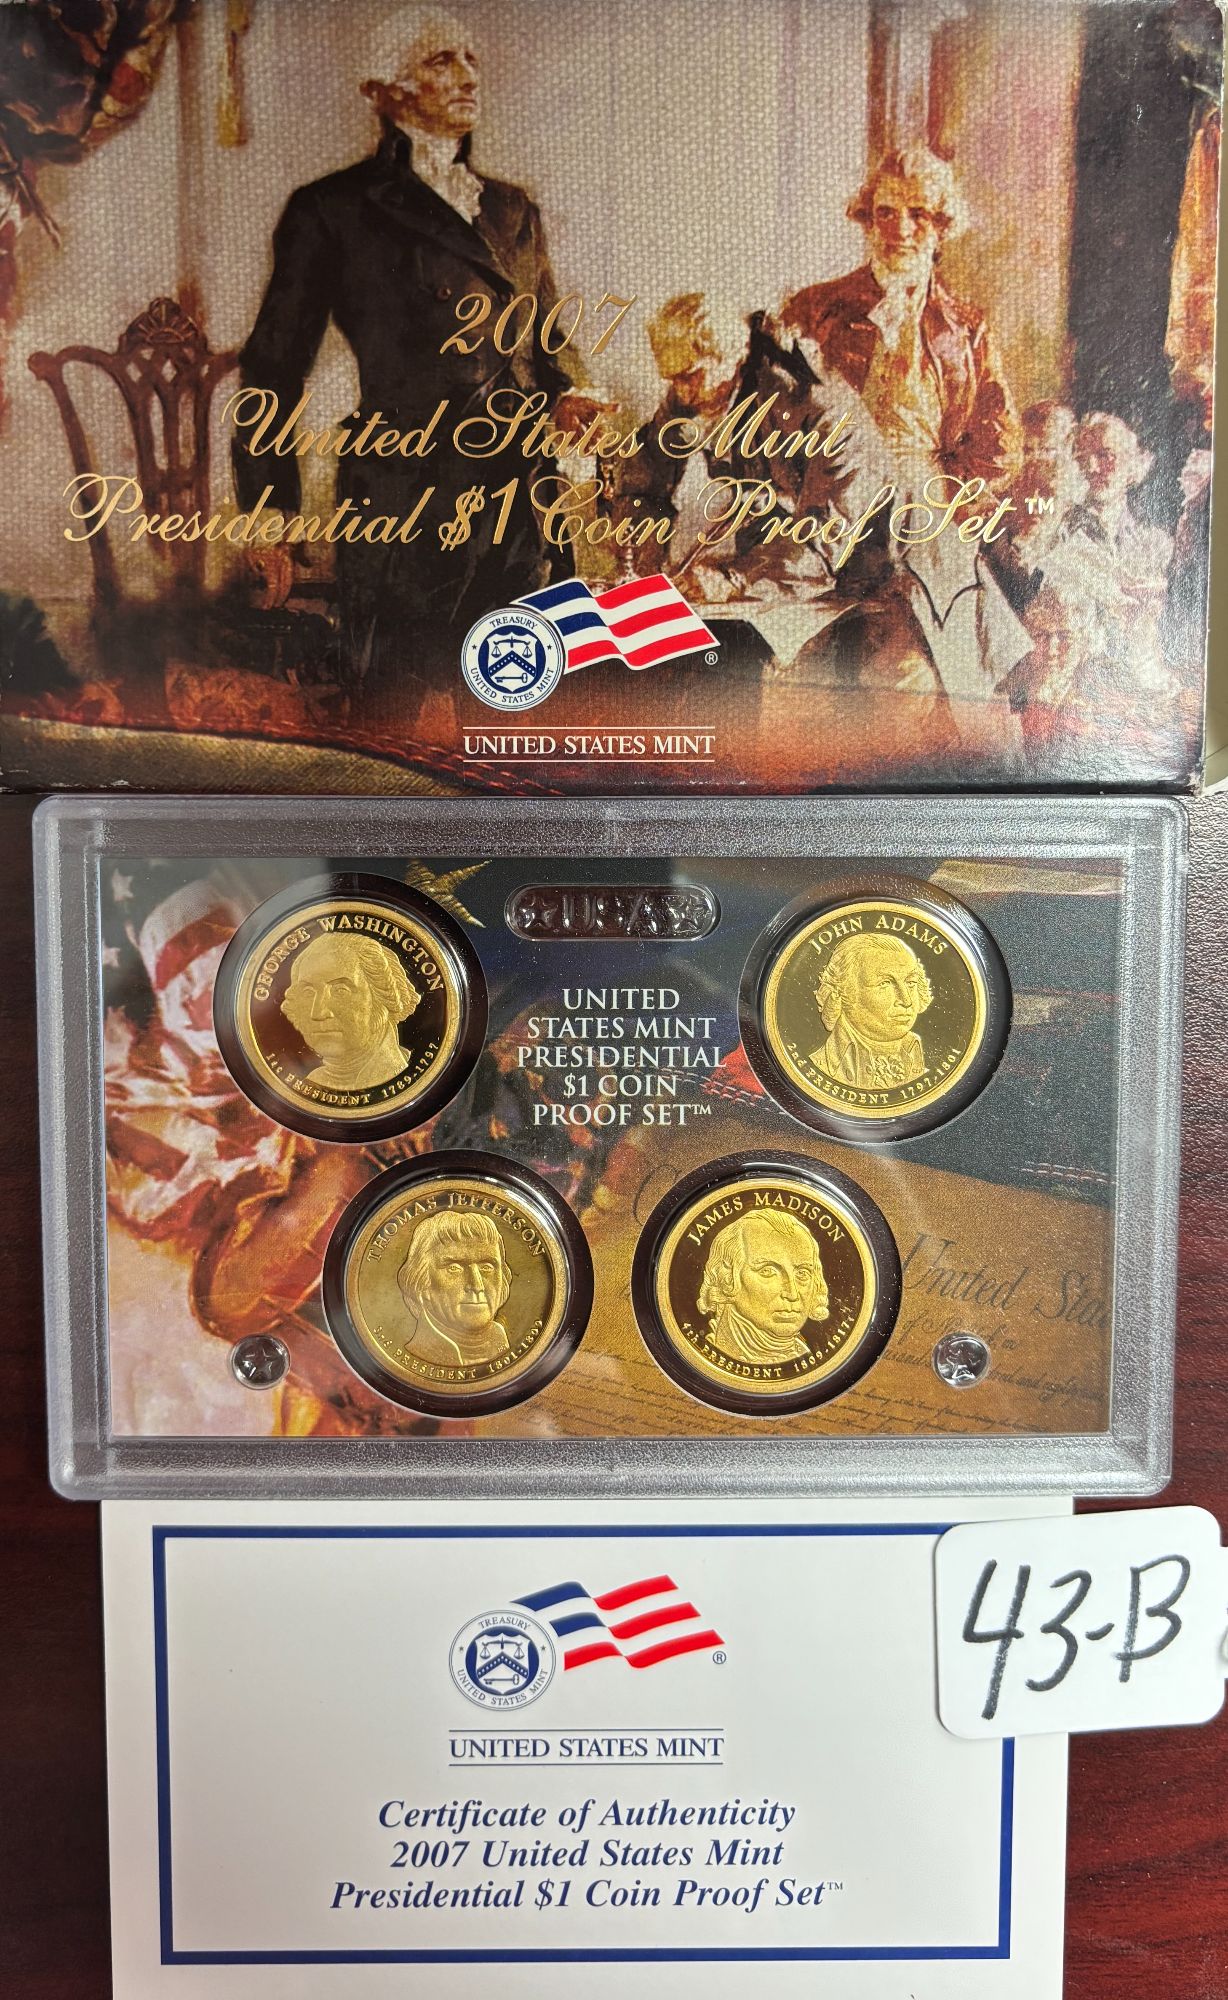 2007
United States Mint
Presidential $1 Coin Proof Set™
TREASURY
UNITED STATES MINT
®
UNITED STATES MINT
★USA★
GEORGE WASHINGTON
1st PRESIDENT 1789-1797
JOHN ADAMS
2nd PRESIDENT 1797-1801
UNITED
STATES MINT
PRESIDENTIAL
$1 COIN
PROOF SET™
THOMAS JEFFERSON
3rd PRESIDENT 1801-1809
JAMES MADISON
4th PRESIDENT 1809-1817
United Sta
43-B
TREASURY
UNITED STATES MINT
®
UNITED STATES MINT
Certificate of Authenticity
2007 United States Mint
Presidential $1 Coin Proof Set™